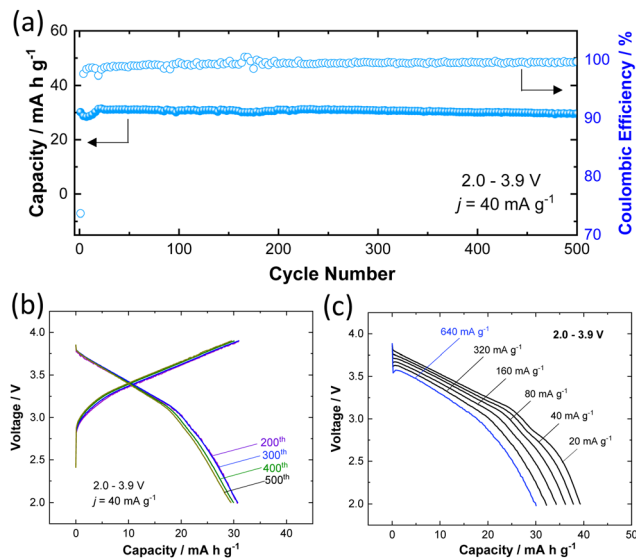 (a)
60
50
40
30
20
10
0
Capacity / mA h g-1
100
90
80
70
Coulombic Efficiency / %
2.0 - 3.9 V
j = 40 mA g-1
0 100 200 300 400 500
Cycle Number
(b)
4.0
3.5
3.0
2.5
2.0
Voltage / V
200th
300th
400th
500th
2.0 - 3.9 V
j = 40 mA g-1
0 10 20 30 40
Capacity / mA h g-1
(c)
4.0
3.5
3.0
2.5
2.0
Voltage / V
2.0 - 3.9 V
640 mA g-1
320 mA g-1
160 mA g-1
80 mA g-1
40 mA g-1
20 mA g-1
0 10 20 30 40 50
Capacity / mA h g-1